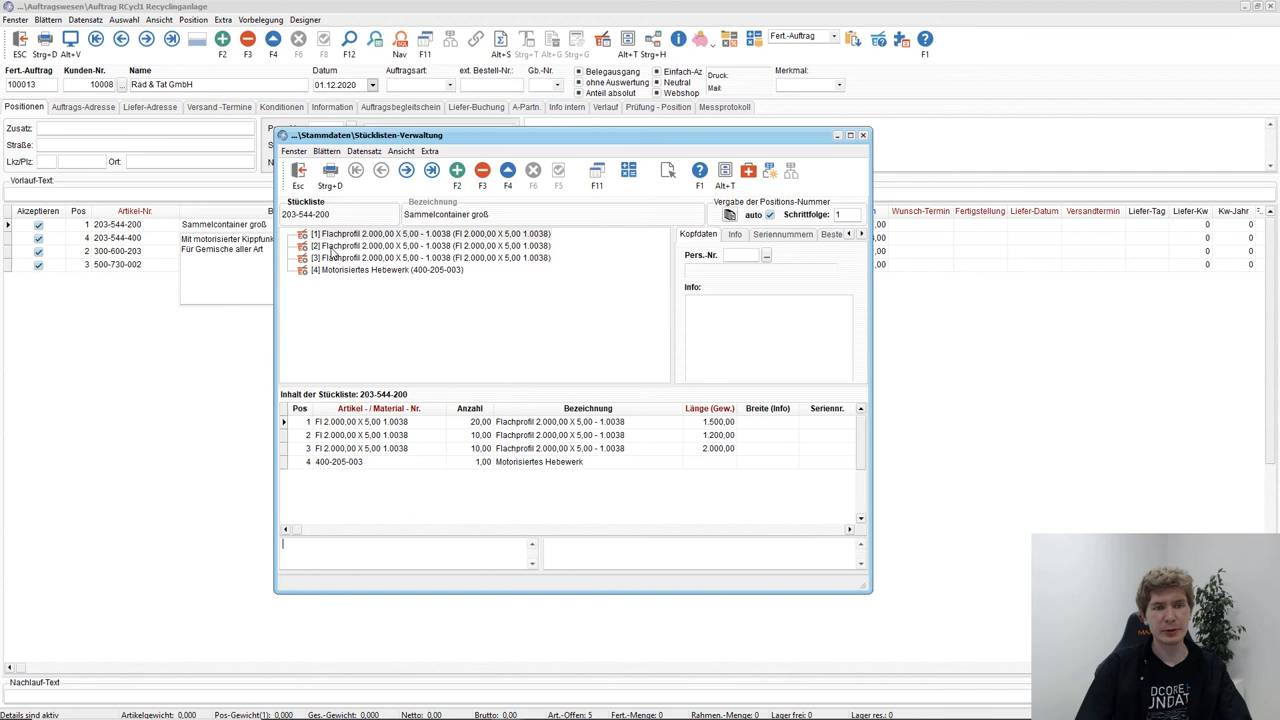 ...\Auftragswesen\Auftrag RCycl1 Recyclinganlage
Fenster Blättern Datensatz Auswahl Ansicht Position Extra Vorbelegung Designer
ESC Strg+D Alt+V F2 F3 F4 F6 F8 F12 Nav F11 Alt+S Strg+T Strg+G Alt+T Strg+H Fert.-Auftrag F1
Fert.-Auftrag Kunden-Nr. Name Datum Auftragsart ext. Bestell-Nr.: Gb.-Nr.: Belegausgang Einfach-Az Druck: Merkmal:
ohne Auswertung Neutral
100013 10008 ... Rad & Tat GmbH 01.12.2020 Mail:
Anteil absolut Webshop
Positionen Auftrags-Adresse Liefer-Adresse Versand -Termine Konditionen Information Auftragsbegleitschein Liefer-Buchung A-Partn. Info intern Verlauf Prüfung - Position Messprotokoll
Zusatz:
Straße:
Lkz/Plz: Ort:
Vorlauf-Text
Akzeptieren Pos Artikel-Nr. Wunsch-Termin Fertigstellung Liefer-Datum Versandtermin Liefer-Tag Liefer-Kw Kw-Jahr
1 203-544-200 Sammelcontainer groß 0 0
4 203-544-400 Mit motorisierter Kippfunk 0 0
2 300-600-203 Für Gemische aller Art 0 0
3 500-730-002 0 0
...\Stammdaten\Stücklisten-Verwaltung
Fenster Blättern Datensatz Ansicht Extra
Esc Strg+D F2 F3 F4 F6 F5 F11 F1 Alt+T
Stückliste Bezeichnung Vergabe der Positions-Nummer
203-544-200 Sammelcontainer groß auto Schrittfolge: 1
[1] Flachprofil 2.000,00 X 5,00 - 1.0038 (Fl 2.000,00 X 5,00 1.0038)
[2] Flachprofil 2.000,00 X 5,00 - 1.0038 (Fl 2.000,00 X 5,00 1.0038)
[3] Flachprofil 2.000,00 X 5,00 - 1.0038 (Fl 2.000,00 X 5,00 1.0038)
[4] Motorisiertes Hebewerk (400-205-003)
Kopfdaten Info Seriennummern Beste
Pers.-Nr. ...
Info:
Inhalt der Stückliste: 203-544-200
Pos Artikel - / Material - Nr. Anzahl Bezeichnung Länge (Gew.) Breite (Info) Seriennr.
1 Fl 2.000,00 X 5,00 1.0038 20,00 Flachprofil 2.000,00 X 5,00 - 1.0038 1.500,00
2 Fl 2.000,00 X 5,00 1.0038 10,00 Flachprofil 2.000,00 X 5,00 - 1.0038 1.200,00
3 Fl 2.000,00 X 5,00 1.0038 10,00 Flachprofil 2.000,00 X 5,00 - 1.0038 2.000,00
4 400-205-003 1,00 Motorisiertes Hebewerk
DCORE
UNDAT
Nachlauf-Text
Details sind aktiv Artikelgewicht: 0,000 Pos-Gewicht(1): 0,000 Ges.-Gewicht: 0,000 Netto: 0,00 Brutto: 0,00 Art.-Offen: 5 Fert.-Menge: 0 Rahmen.-Menge: 0 Lager frei: 0 Lager res.: 0